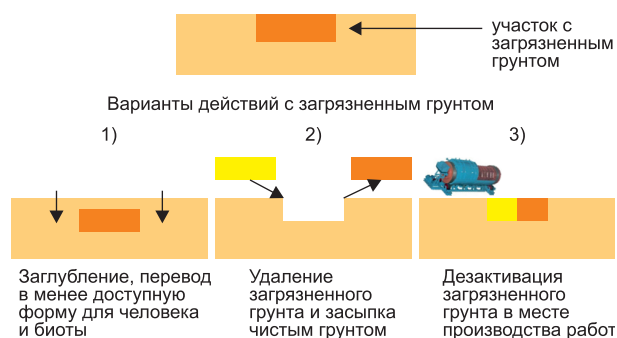 участок с
загрязненным
грунтом
Варианты действий с загрязненным грунтом
1)
2)
3)
Заглубление, перевод
в менее доступную
форму для человека
и биоты
Удаление
загрязненного
грунта и засыпка
чистым грунтом
Дезактивация
загрязненного
грунта в месте
производства работ